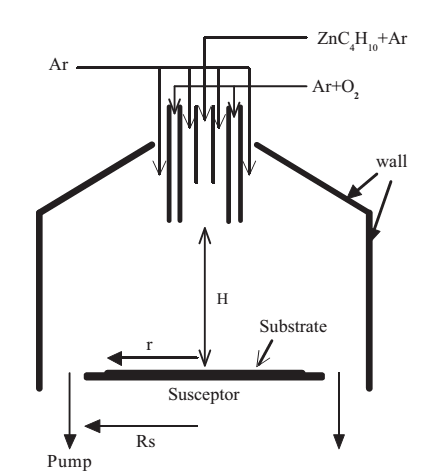 ZnC₄H₁₀+Ar
Ar
Ar+O₂
wall
H
Substrate
r
Susceptor
Rs
Pump